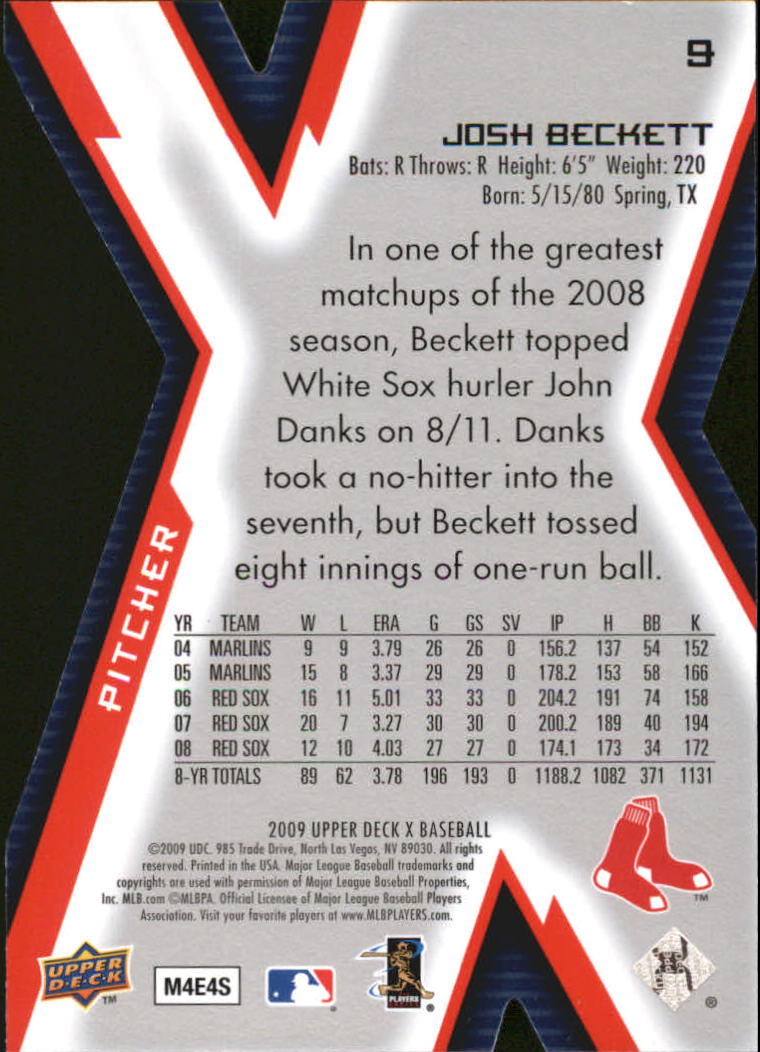 9
JOSH BECKETT
Bats: R Throws: R Height: 6'5" Weight: 220
Born: 5/15/80 Spring, TX
In one of the greatest
matchups of the 2008
season, Beckett topped
White Sox hurler John
Danks on 8/11. Danks
took a no-hitter into the
seventh, but Beckett tossed
eight innings of one-run ball.
PITCHER
YR TEAM W L ERA G GS SV IP H BB K
04 MARLINS 9 9 3.79 26 26 0 156.2 137 54 152
05 MARLINS 15 8 3.37 29 29 0 178.2 153 58 166
06 RED SOX 16 11 5.01 33 33 0 204.2 191 74 158
07 RED SOX 20 7 3.27 30 30 0 200.2 189 40 194
08 RED SOX 12 10 4.03 27 27 0 174.1 173 34 172
8-YR TOTALS 89 62 3.78 196 193 0 1188.2 1082 371 1131
2009 UPPER DECK X BASEBALL
©2009 UDC. 985 Trade Drive, North Las Vegas, NV 89030. All rights
reserved. Printed in the USA. Major League Baseball trademarks and
copyrights are used with permission of Major League Baseball Properties,
Inc. MLB.com ©MLBPA. Official Licensee of Major League Baseball Players
Association. Visit your favorite players at www.MLBPLAYERS.com.
TM
UPPER
D·E·C·K
TM
M4E4S
®
PLAYERS
®
®